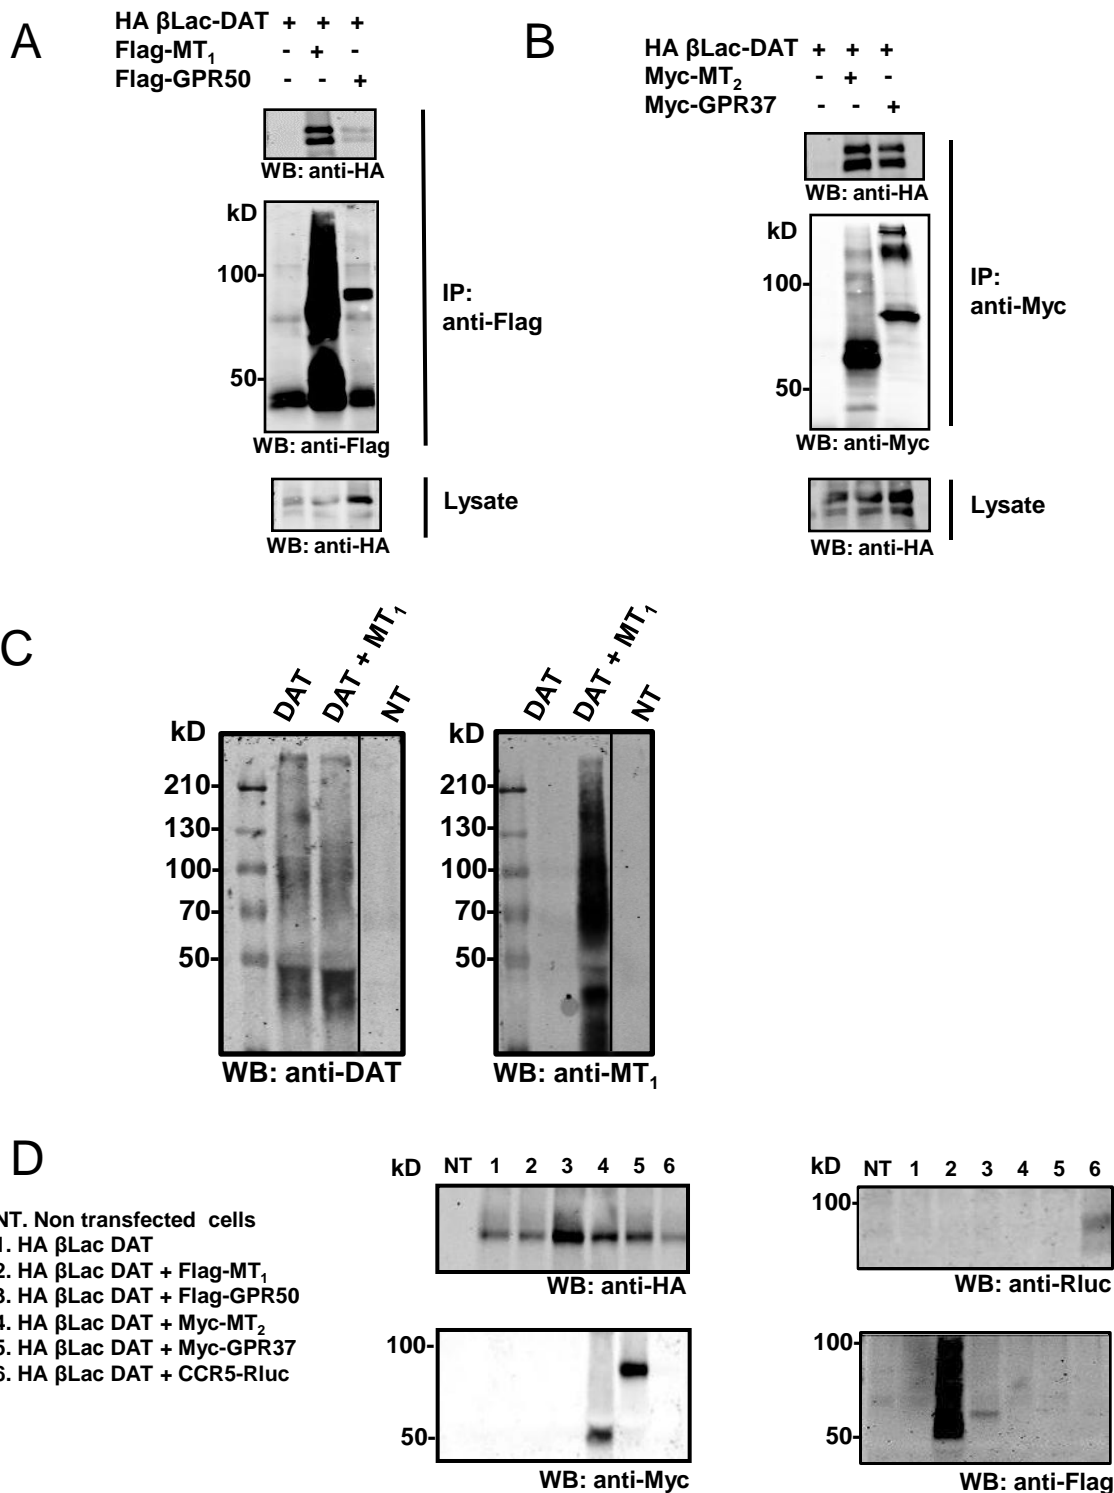 A
HA βLac-DAT + + +
Flag-MT₁ - + -
Flag-GPR50 - - +
WB: anti-HA
kD
100-
50-
WB: anti-Flag
IP:
anti-Flag
WB: anti-HA
Lysate
B
HA βLac-DAT + + +
Myc-MT₂ - + -
Myc-GPR37 - - +
WB: anti-HA
kD
100-
50-
WB: anti-Myc
IP:
anti-Myc
WB: anti-HA
Lysate
C
DAT
DAT + MT₁
NT
kD
210-
130-
100-
70-
50-
WB: anti-DAT
DAT
DAT + MT₁
NT
kD
210-
130-
100-
70-
50-
WB: anti-MT₁
D
NT. Non transfected cells
1. HA βLac DAT
2. HA βLac DAT + Flag-MT₁
3. HA βLac DAT + Flag-GPR50
4. HA βLac DAT + Myc-MT₂
5. HA βLac DAT + Myc-GPR37
6. HA βLac DAT + CCR5-Rluc
kD NT 1 2 3 4 5 6
WB: anti-HA
100-
50-
WB: anti-Myc
kD NT 1 2 3 4 5 6
100-
WB: anti-Rluc
100-
50-
WB: anti-Flag